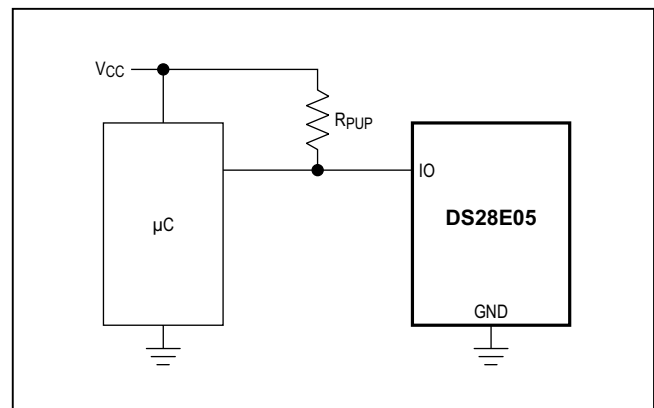 VCC
RPUP
IO
µC
DS28E05
GND